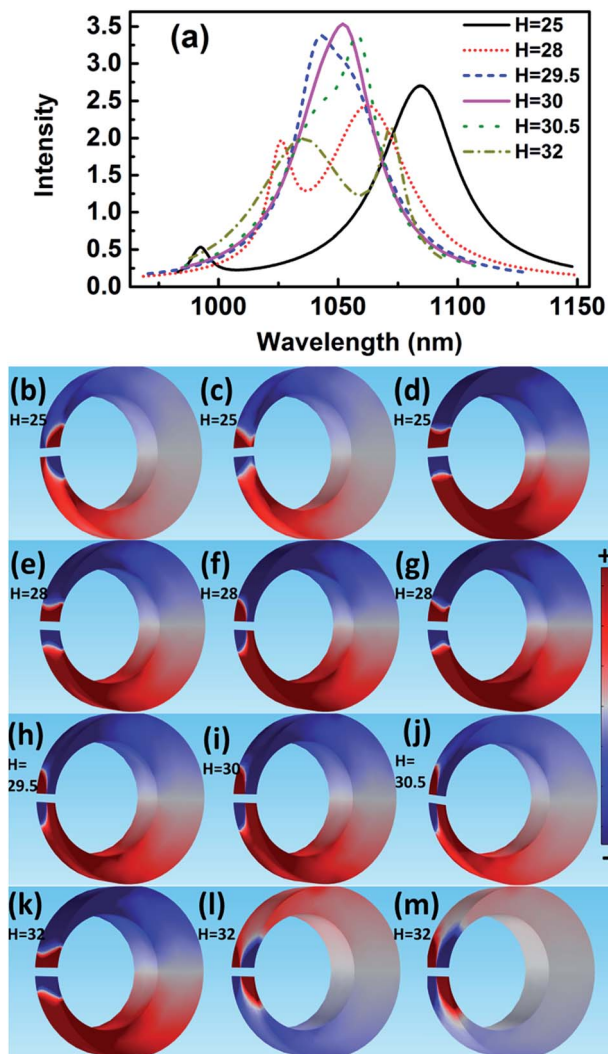 (a)
H=25
H=28
H=29.5
H=30
H=30.5
H=32
Intensity
3.5
3.0
2.5
2.0
1.5
1.0
0.5
0.0
1000 1050 1100 1150
Wavelength (nm)
(b) (c) (d)
H=25 H=25 H=25
(e) (f) (g)
H=28 H=28 H=28
+
(h) (i) (j)
H= H=30 H=
29.5 30.5
-
(k) (l) (m)
H=32 H=32 H=32